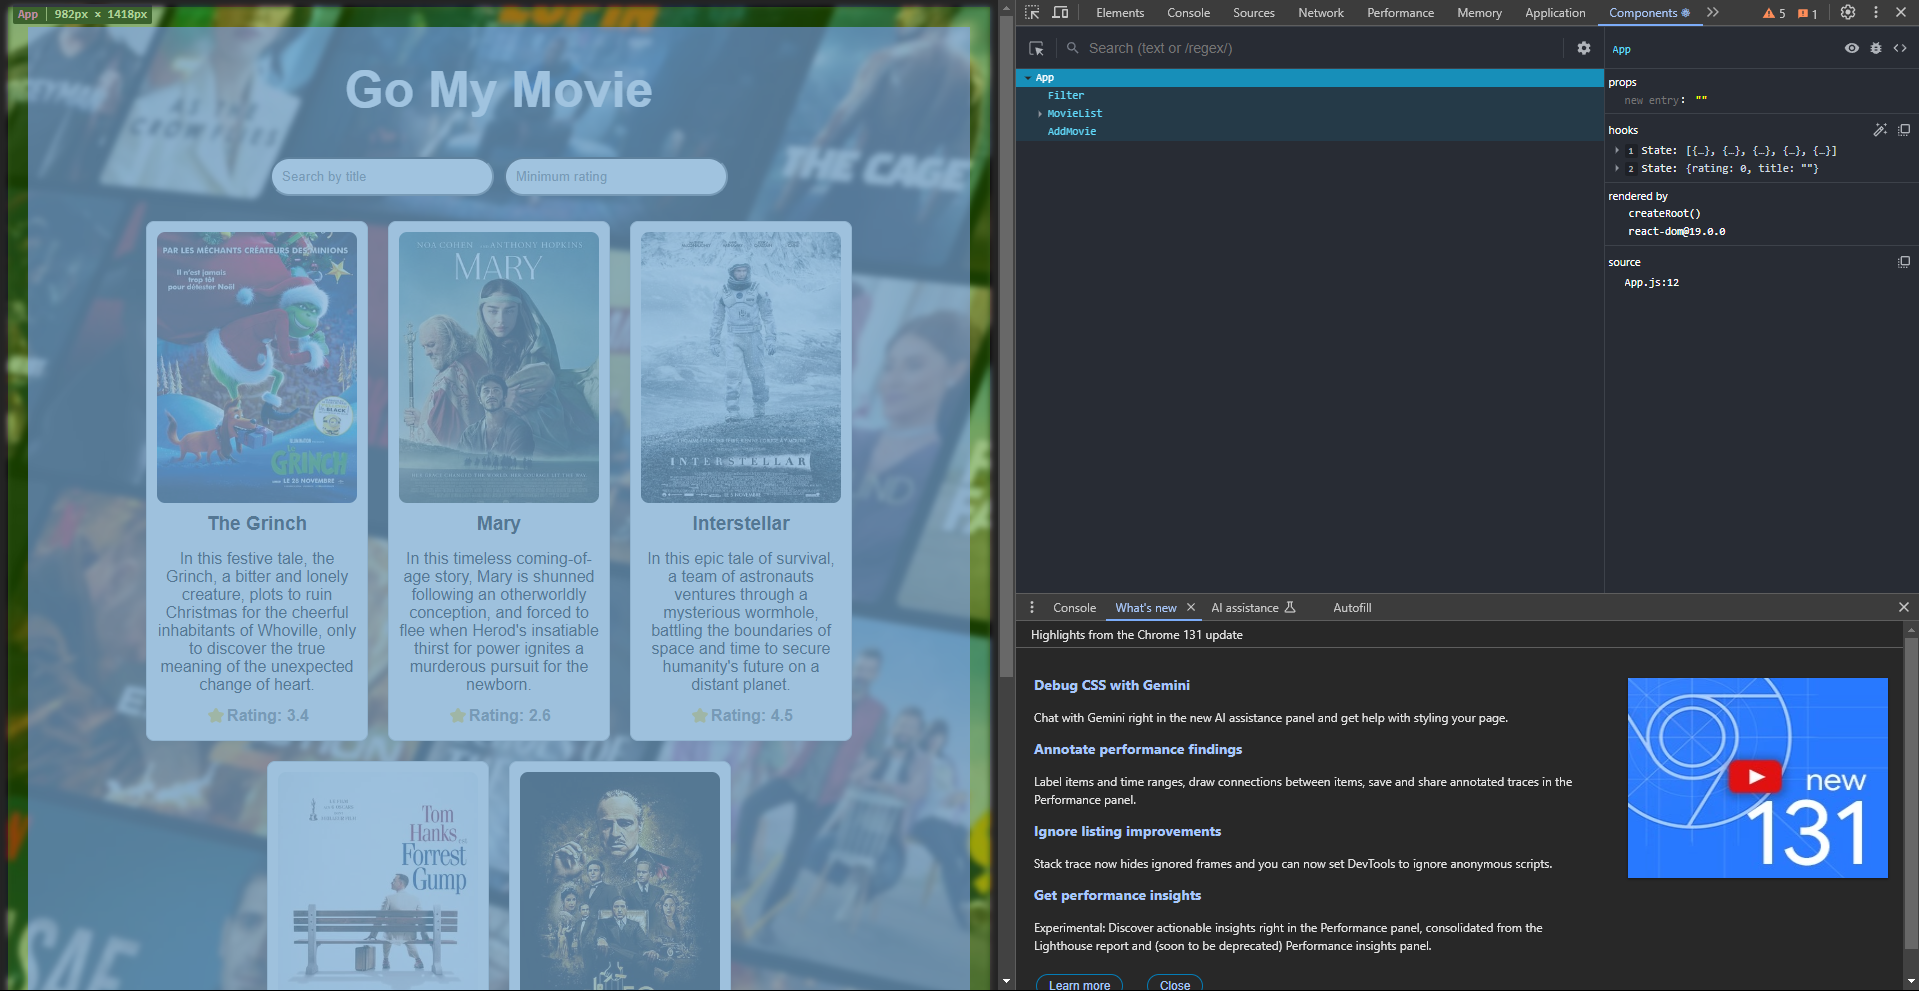 App | 982px × 1418px
Go My Movie
AS THE
CROW FLIES
THE CAGE
Search by title
Minimum rating
PAR LES MÉCHANTS CRÉATEURS DES MINIONS
Il n'est jamais
trop tôt
pour détester Noël
LE GRINCH
LE 28 NOVEMBRE
The Grinch
In this festive tale, the
Grinch, a bitter and lonely
creature, plots to ruin
Christmas for the cheerful
inhabitants of Whoville, only
to discover the true
meaning of the unexpected
change of heart.
Rating: 3.4
NOA COHEN ANTHONY HOPKINS
MARY
Mary
In this timeless coming-of-
age story, Mary is shunned
following an otherworldly
conception, and forced to
flee when Herod's insatiable
thirst for power ignites a
murderous pursuit for the
newborn.
Rating: 2.6
INTERSTELLAR
Interstellar
In this epic tale of survival,
a team of astronauts
ventures through a
mysterious wormhole,
battling the boundaries of
space and time to secure
humanity's future on a
distant planet.
Rating: 4.5
Tom
Hanks
Forrest
Gump
Elements
Console
Sources
Network
Performance
Memory
Application
Components
5
1
Search (text or /regex/)
App
Filter
MovieList
AddMovie
App
props
new entry: ""
hooks
1 State: [{…}, {…}, {…}, {…}, {…}]
2 State: {rating: 0, title: ""}
rendered by
createRoot()
react-dom@19.0.0
source
App.js:12
Console
What's new
AI assistance
Autofill
Highlights from the Chrome 131 update
Debug CSS with Gemini
Chat with Gemini right in the new AI assistance panel and get help with styling your page.
Annotate performance findings
Label items and time ranges, draw connections between items, save and share annotated traces in the
Performance panel.
Ignore listing improvements
Stack trace now hides ignored frames and you can now set DevTools to ignore anonymous scripts.
Get performance insights
Experimental: Discover actionable insights right in the Performance panel, consolidated from the
Lighthouse report and (soon to be deprecated) Performance insights panel.
Learn more
Close
new
131